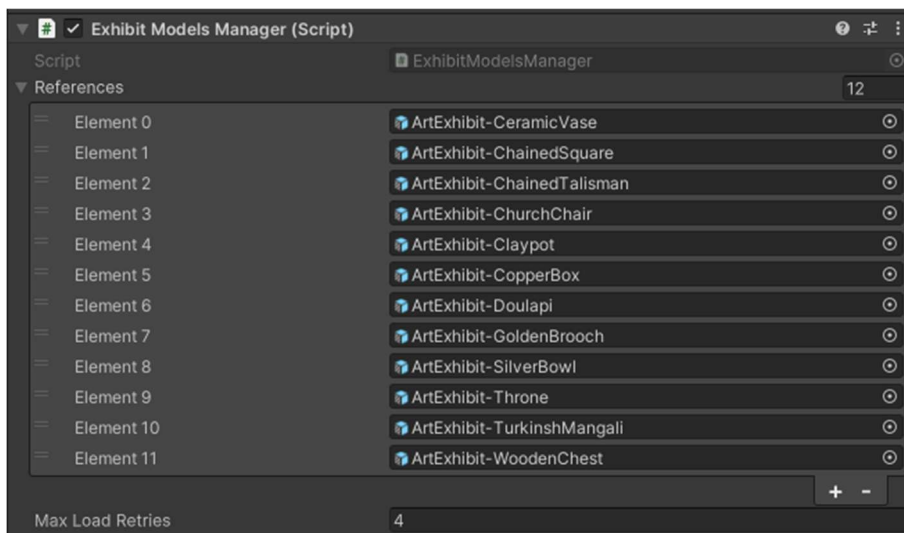 Exhibit Models Manager (Script)
Script ExhibitModelsManager
References 12
Element 0 ArtExhibit-CeramicVase
Element 1 ArtExhibit-ChainedSquare
Element 2 ArtExhibit-ChainedTalisman
Element 3 ArtExhibit-ChurchChair
Element 4 ArtExhibit-Claypot
Element 5 ArtExhibit-CopperBox
Element 6 ArtExhibit-Doulapi
Element 7 ArtExhibit-GoldenBrooch
Element 8 ArtExhibit-SilverBowl
Element 9 ArtExhibit-Throne
Element 10 ArtExhibit-TurkinshMangali
Element 11 ArtExhibit-WoodenChest
+ -
Max Load Retries 4